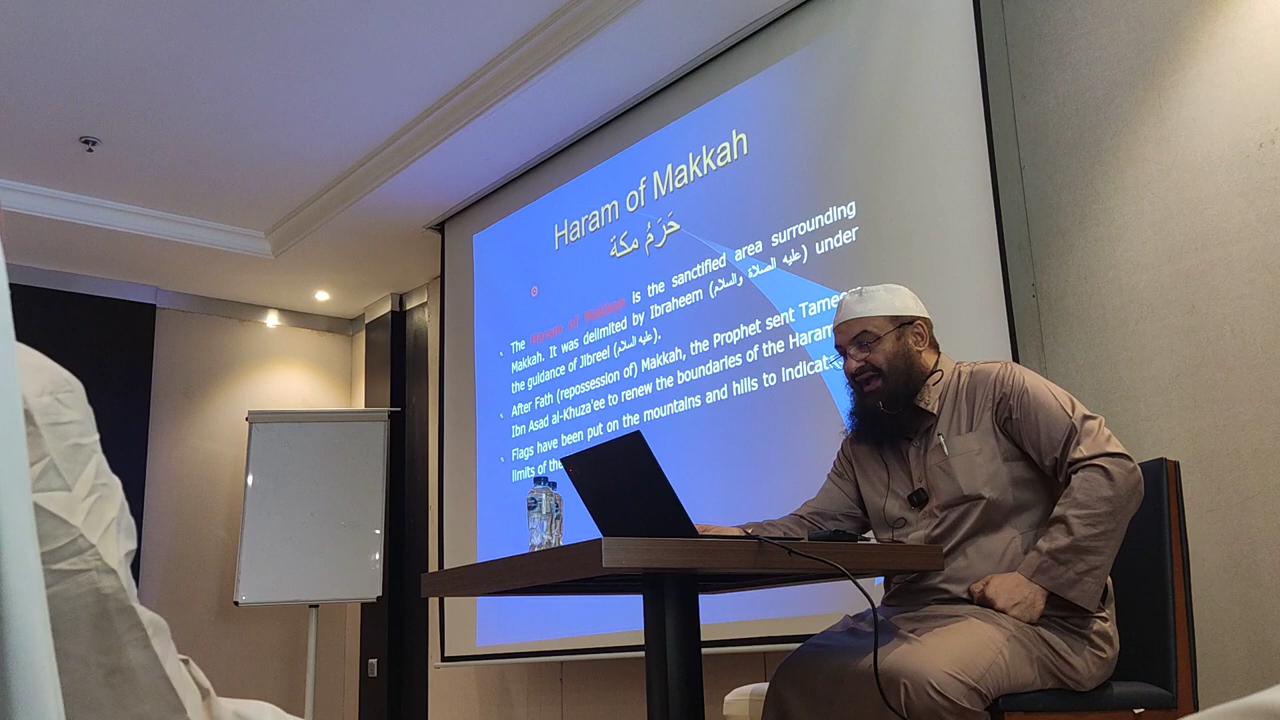 Haram of Makkah
حَرَمُ مكة
The Haram of Makkah is the sanctified area surrounding
Makkah. It was delimited by Ibraheem (عليه الصلاة والسلام) under
the guidance of Jibreel (عليه السلام).
After Fath (repossession of) Makkah, the Prophet sent
Ibn Asad al-Khuza'ee to renew the boundaries of the Haram
Flags have been put on the mountains and hills to
limits of the